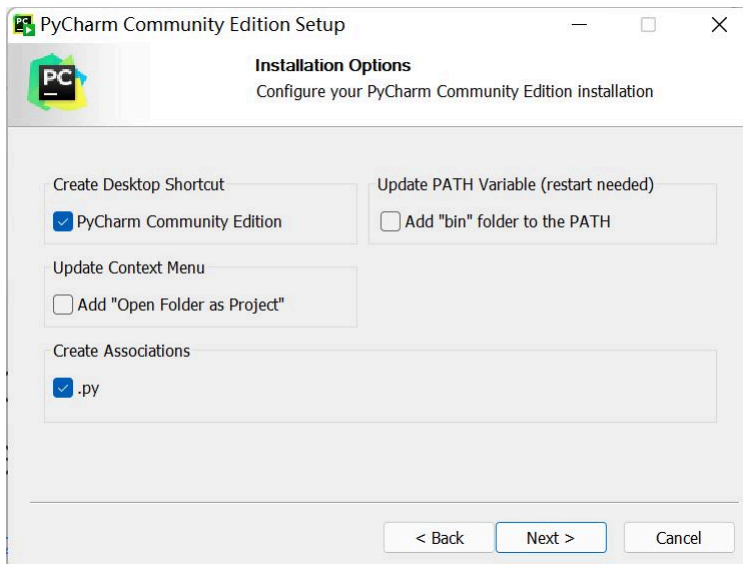 PyCharm Community Edition Setup
PC
Installation Options
Configure your PyCharm Community Edition installation
Create Desktop Shortcut
PyCharm Community Edition
Update PATH Variable (restart needed)
Add "bin" folder to the PATH
Update Context Menu
Add "Open Folder as Project"
Create Associations
.py
< Back
Next >
Cancel